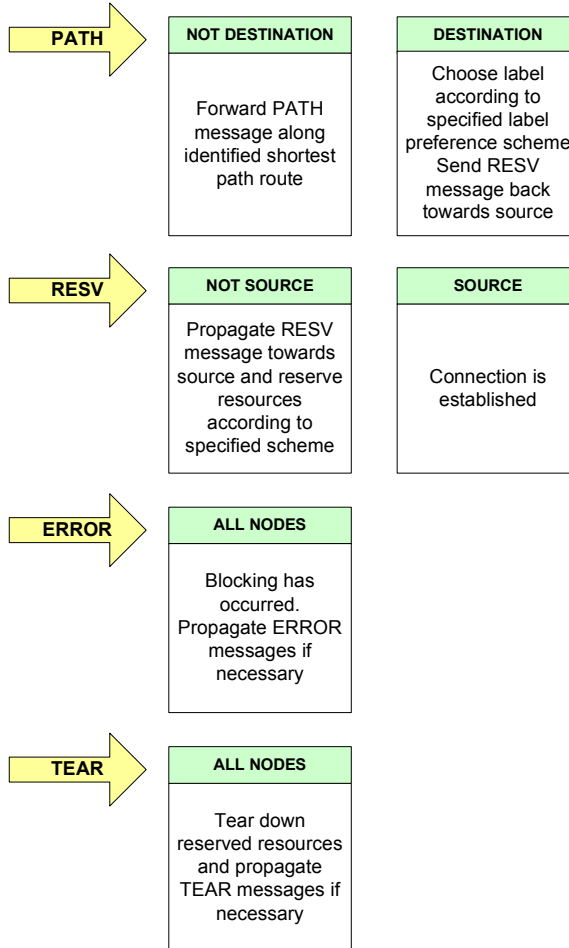 PATH
NOT DESTINATION
Forward PATH
message along
identified shortest
path route
DESTINATION
Choose label
according to
specified label
preference scheme
Send RESV
message back
towards source
RESV
NOT SOURCE
Propagate RESV
message towards
source and reserve
resources
according to
specified scheme
SOURCE
Connection is
established
ERROR
ALL NODES
Blocking has
occurred.
Propagate ERROR
messages if
necessary
TEAR
ALL NODES
Tear down
reserved resources
and propagate
TEAR messages if
necessary